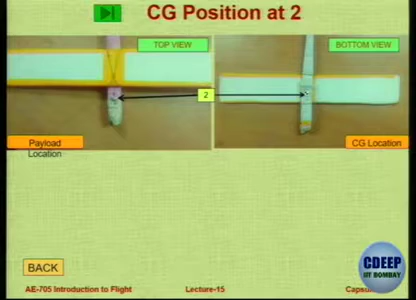 CG Position at 2
TOP VIEW
BOTTOM VIEW
2
Payload
Location
CG Location
BACK
CDEEP
IIT BOMBAY
AE-705 Introduction to Flight
Lecture-15